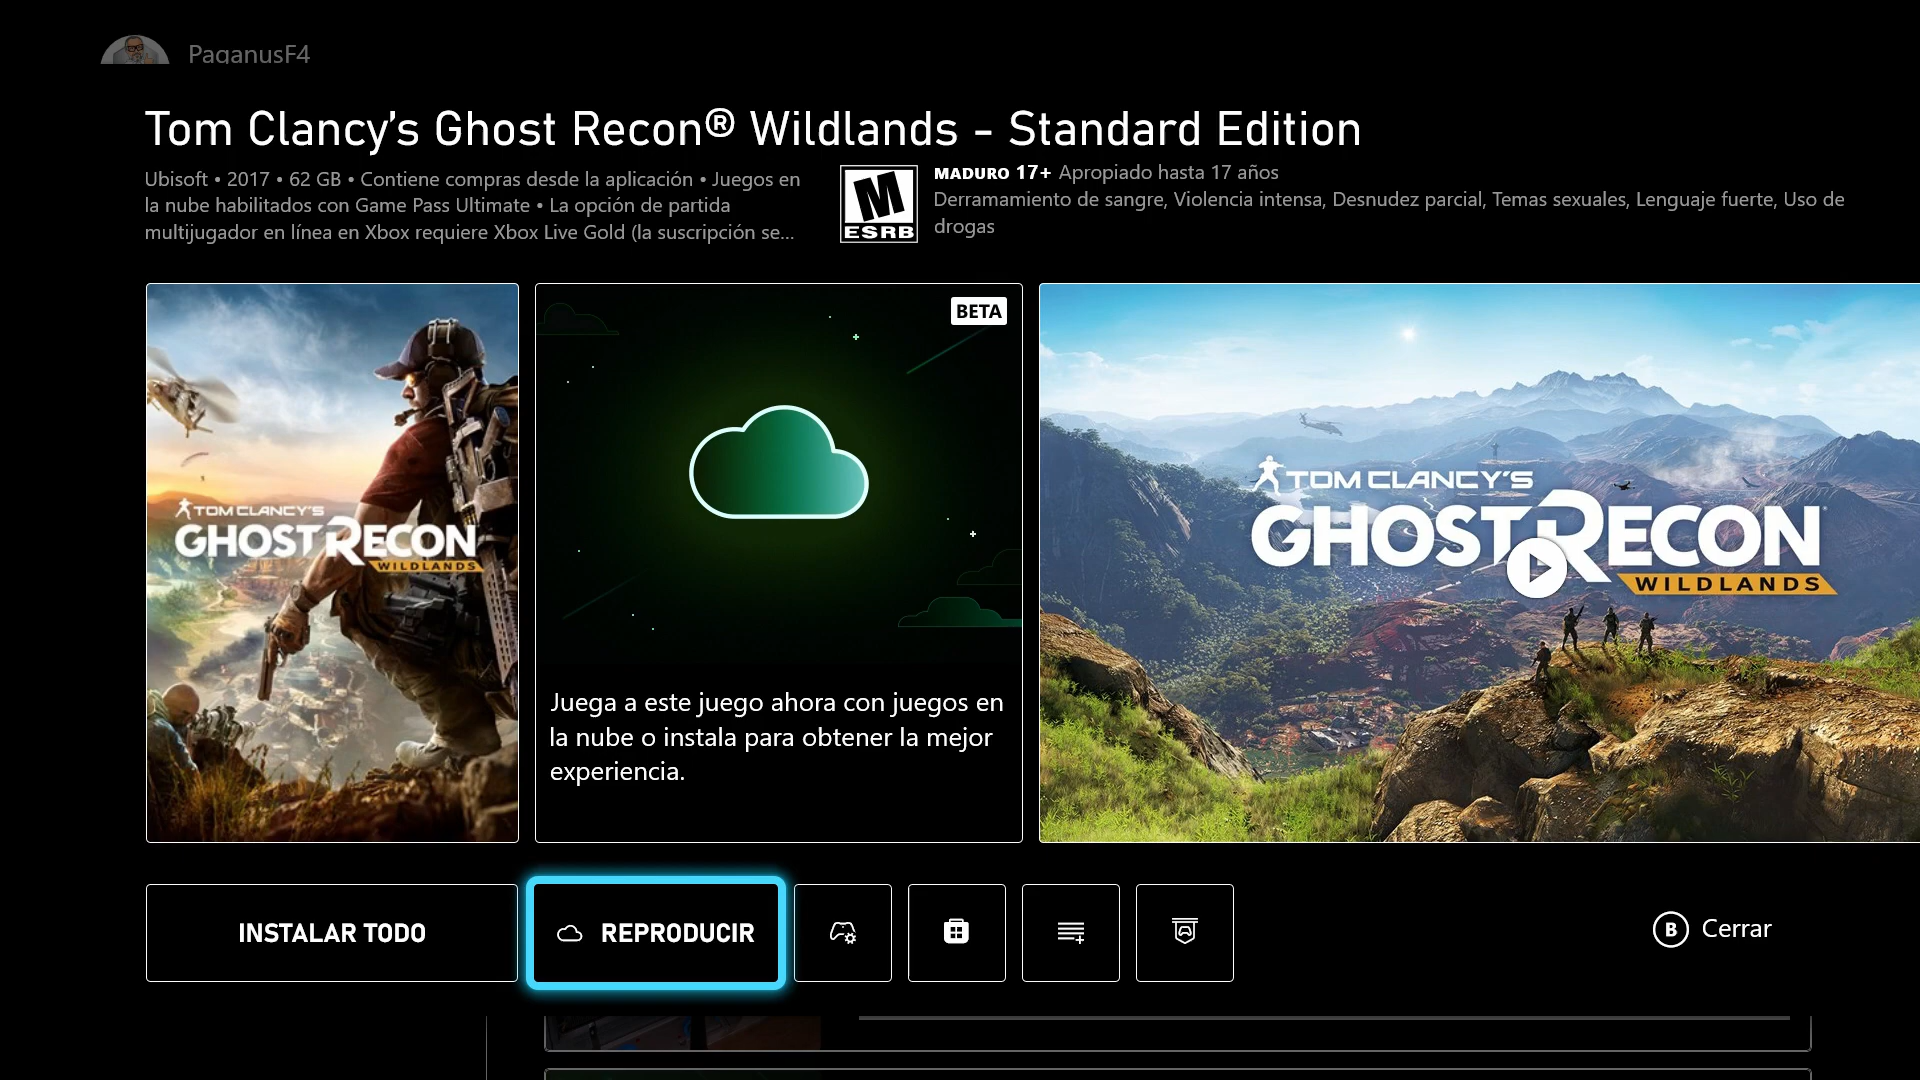 PaganusF4
Tom Clancy's Ghost Recon® Wildlands - Standard Edition
Ubisoft • 2017 • 62 GB • Contiene compras desde la aplicación • Juegos en
la nube habilitados con Game Pass Ultimate • La opción de partida
multijugador en línea en Xbox requiere Xbox Live Gold (la suscripción se...
M
ESRB
MADURO 17+ Apropiado hasta 17 años
Derramamiento de sangre, Violencia intensa, Desnudez parcial, Temas sexuales, Lenguaje fuerte, Uso de
drogas
TOM CLANCY'S
GHOST RECON
WILDLANDS
BETA
Juega a este juego ahora con juegos en
la nube o instala para obtener la mejor
experiencia.
TOM CLANCY'S
GHOST RECON
WILDLANDS
INSTALAR TODO
REPRODUCIR
B Cerrar